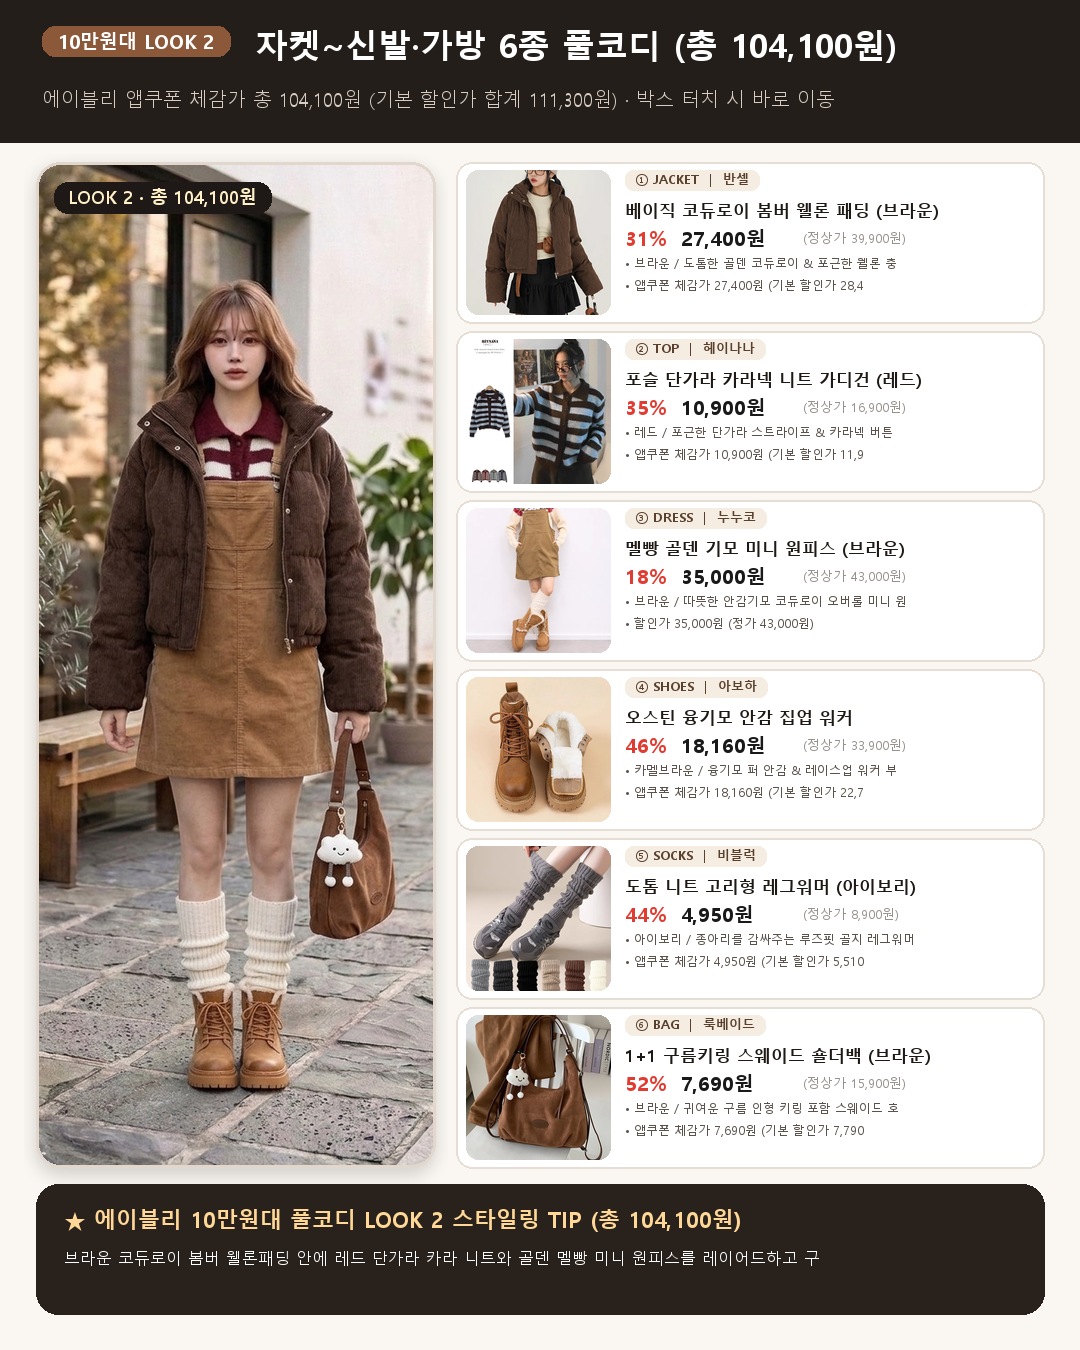 10만원대 LOOK 2
자켓~신발·가방 6종 풀코디 (총 104,100원)
에이블리 앱쿠폰 체감가 총 104,100원 (기본 할인가 합계 111,300원) · 박스 터치 시 바로 이동
LOOK 2 · 총 104,100원
① JACKET | 반셀
베이직 코듀로이 봄버 웰론 패딩 (브라운)
31% 27,400원 (정상가 39,900원)
• 브라운 / 도톰한 골덴 코듀로이 & 포근한 웰론 충
• 앱쿠폰 체감가 27,400원 (기본 할인가 28,4
② TOP | 헤이나나
포슬 단가라 카라넥 니트 가디건 (레드)
35% 10,900원 (정상가 16,900원)
• 레드 / 포근한 단가라 스트라이프 & 카라넥 버튼
• 앱쿠폰 체감가 10,900원 (기본 할인가 11,9
③ DRESS | 누누코
멜빵 골덴 기모 미니 원피스 (브라운)
18% 35,000원 (정상가 43,000원)
• 브라운 / 따뜻한 안감기모 코듀로이 오버롤 미니 원
• 할인가 35,000원 (정가 43,000원)
④ SHOES | 아보하
오스틴 융기모 안감 집업 워커
46% 18,160원 (정상가 33,900원)
• 카멜브라운 / 융기모 퍼 안감 & 레이스업 워커 부
• 앱쿠폰 체감가 18,160원 (기본 할인가 22,7
⑤ SOCKS | 비블럭
도톰 니트 고리형 레그워머 (아이보리)
44% 4,950원 (정상가 8,900원)
• 아이보리 / 종아리를 감싸주는 루즈핏 골지 레그워머
• 앱쿠폰 체감가 4,950원 (기본 할인가 5,510
⑥ BAG | 룩베이드
1+1 구름키링 스웨이드 숄더백 (브라운)
52% 7,690원 (정상가 15,900원)
• 브라운 / 귀여운 구름 인형 키링 포함 스웨이드 호
• 앱쿠폰 체감가 7,690원 (기본 할인가 7,790
★ 에이블리 10만원대 풀코디 LOOK 2 스타일링 TIP (총 104,100원)
브라운 코듀로이 봄버 웰론패딩 안에 레드 단가라 카라 니트와 골덴 멜빵 미니 원피스를 레이어드하고 구